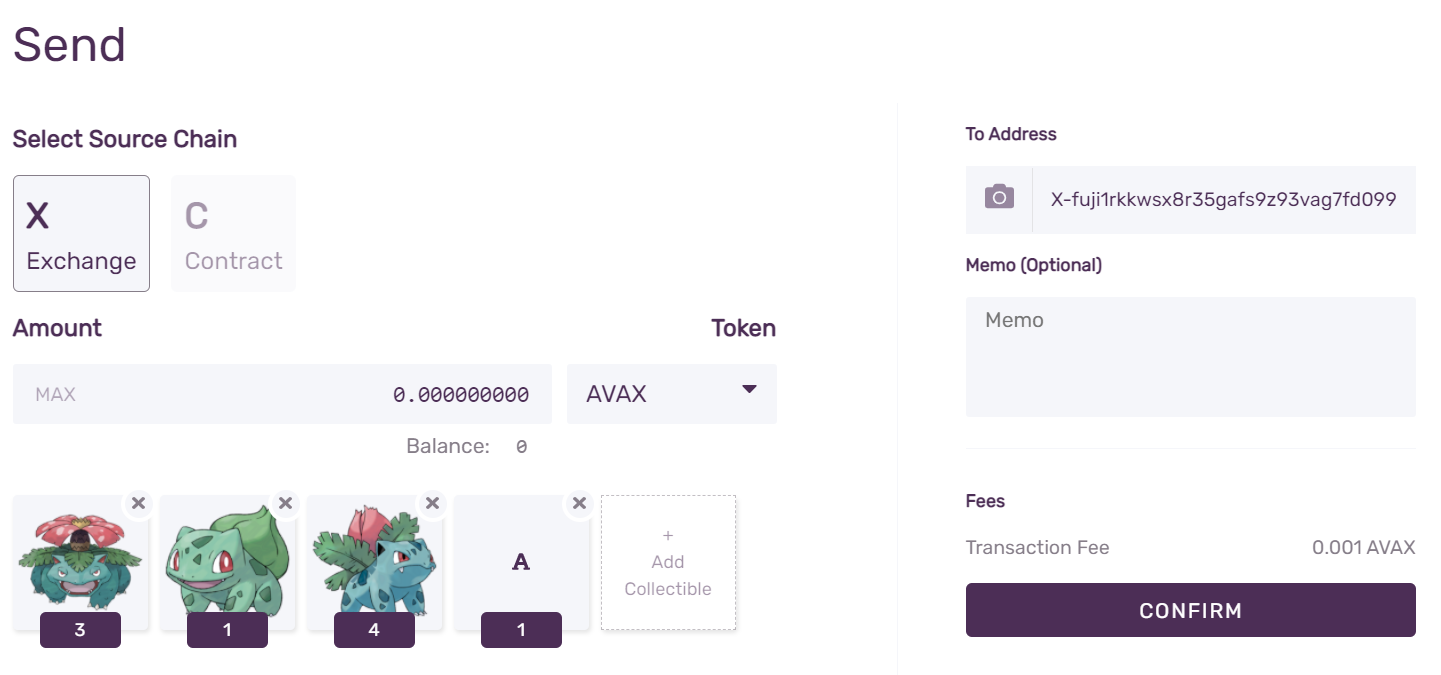 Send
Select Source Chain
X
Exchange
C
Contract
Amount
Token
MAX
0.000000000
AVAX
Balance: 0
3
1
4
A
1
+
Add
Collectible
To Address
X-fuji1rkkwsx8r35gafs9z93vag7fd099
Memo (Optional)
Memo
Fees
Transaction Fee
0.001 AVAX
CONFIRM